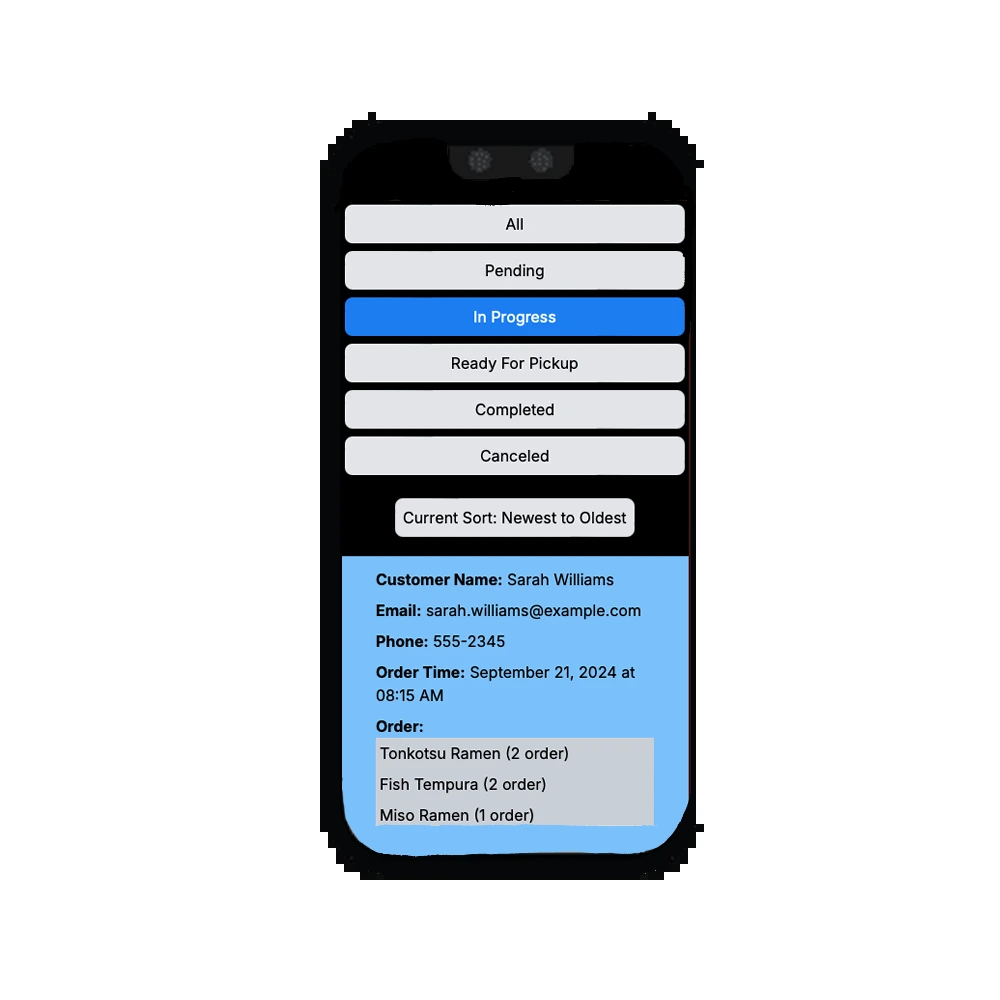 All
Pending
In Progress
Ready For Pickup
Completed
Canceled
Current Sort: Newest to Oldest
Customer Name: Sarah Williams
Email: sarah.williams@example.com
Phone: 555-2345
Order Time: September 21, 2024 at
08:15 AM
Order:
Tonkotsu Ramen (2 order)
Fish Tempura (2 order)
Miso Ramen (1 order)